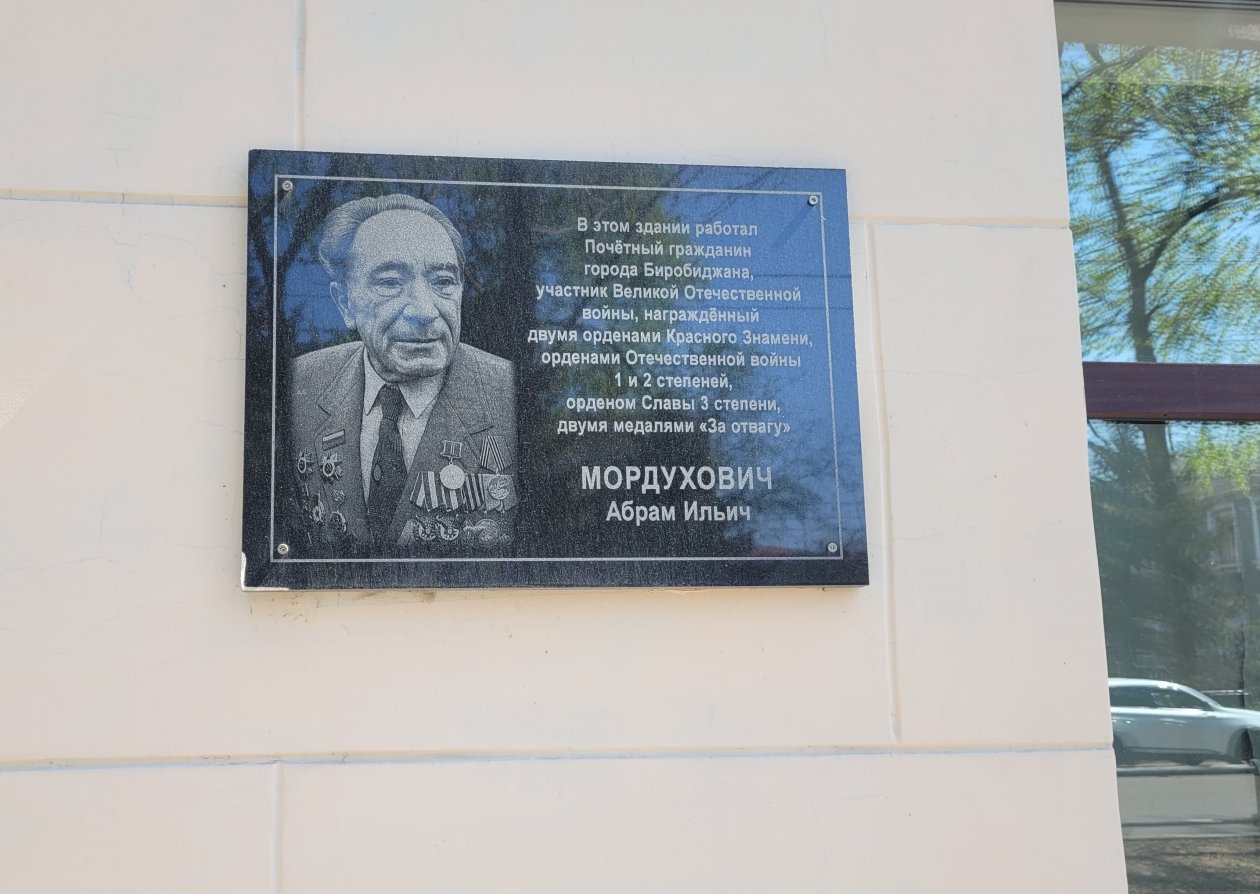 В этом здании работал
Почётный гражданин
города Биробиджана,
участник Великой Отечественной
войны, награждённый
двумя орденами Красного Знамени,
орденами Отечественной войны
1 и 2 степеней,
орденом Славы 3 степени,
двумя медалями «За отвагу»
МОРДУХОВИЧ
Абрам Ильич